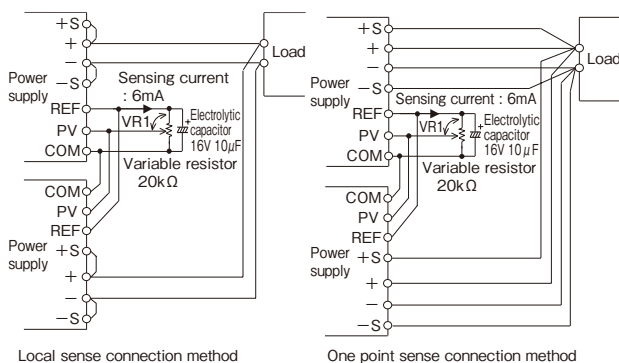 +S
+
−
Power
supply
−S
REF
PV
COM
Sensing current
: 6mA
VR1
+
Electrolytic
capacitor
16V 10μF
Variable resistor
20kΩ
Load
COM
PV
REF
+S
Power
supply
+
−
−S
Local sense connection method
+S
+
−
Power
supply
−S
REF
PV
COM
Sensing current : 6mA
VR1
+
Electrolytic
capacitor
16V 10μF
Variable resistor
20kΩ
Load
COM
PV
REF
+S
Power
supply
+
−
−S
One point sense connection method